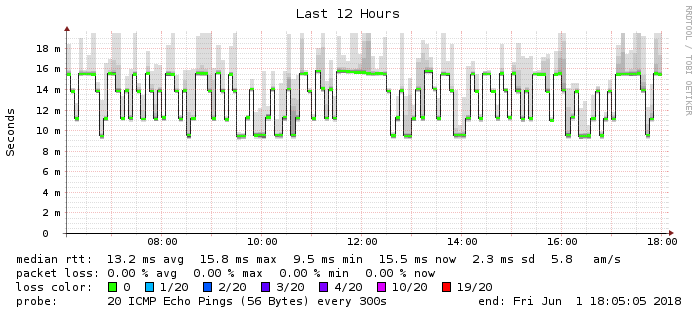 Last 12 Hours
RRDTOOL / TOBI OETIKER
Seconds
18 m
16 m
14 m
12 m
10 m
8 m
6 m
4 m
2 m
0
08:00 10:00 12:00 14:00 16:00 18:00
median rtt: 13.2 ms avg 15.8 ms max 9.5 ms min 15.5 ms now 2.3 ms sd 5.8 am/s
packet loss: 0.00 % avg 0.00 % max 0.00 % min 0.00 % now
loss color: 0 1/20 2/20 3/20 4/20 10/20 19/20
probe: 20 ICMP Echo Pings (56 Bytes) every 300s end: Fri Jun 1 18:05:05 2018